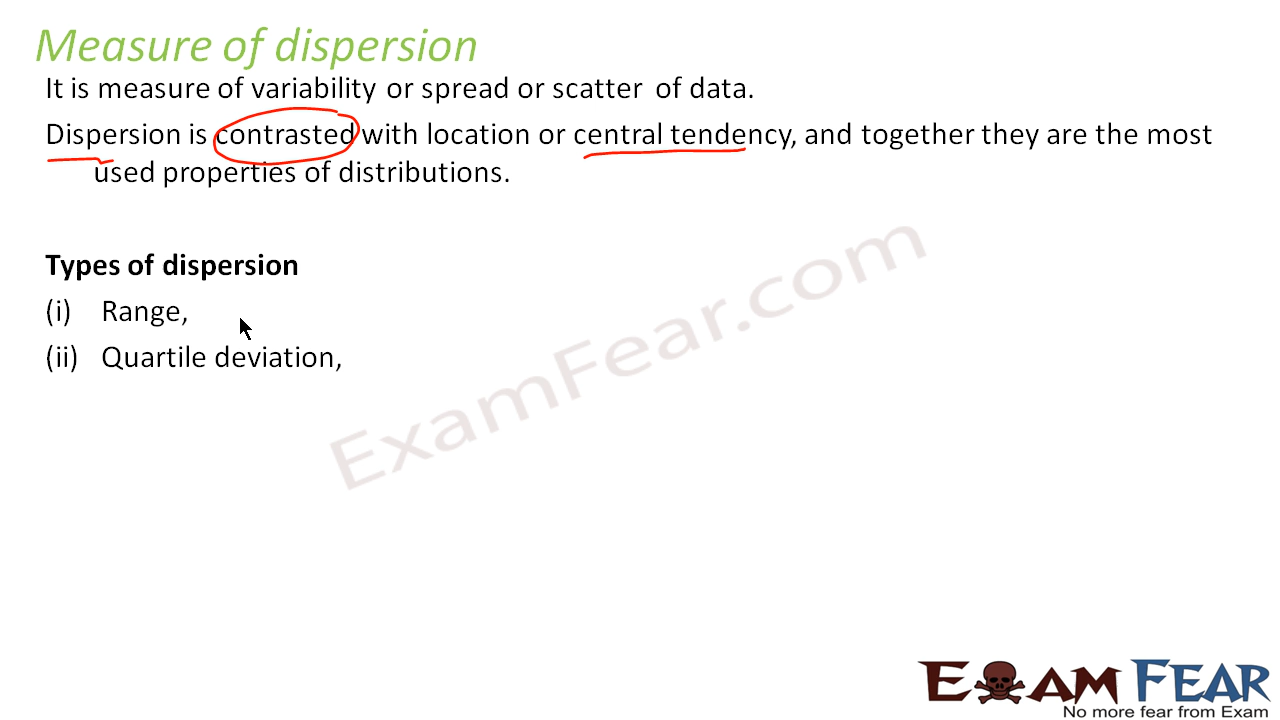 Measure of dispersion
It is measure of variability or spread or scatter of data.
Dispersion is contrasted with location or central tendency, and together they are the most
used properties of distributions.
Types of dispersion
(i) Range,
(ii) Quartile deviation,
ExamFear.com
EXAM FEAR
No more fear from Exam